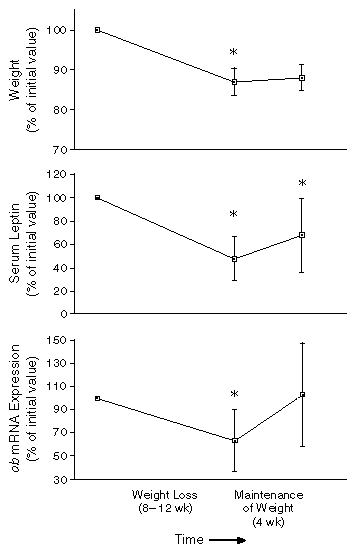 Weight
(% of initial value)
100
90
80
70
*
Serum Leptin
(% of initial value)
120
100
80
60
40
20
0
*
*
ob mRNA Expression
(% of initial value)
150
130
110
90
70
50
30
*
Weight Loss
(8–12 wk)
Maintenance
of Weight
(4 wk)
Time